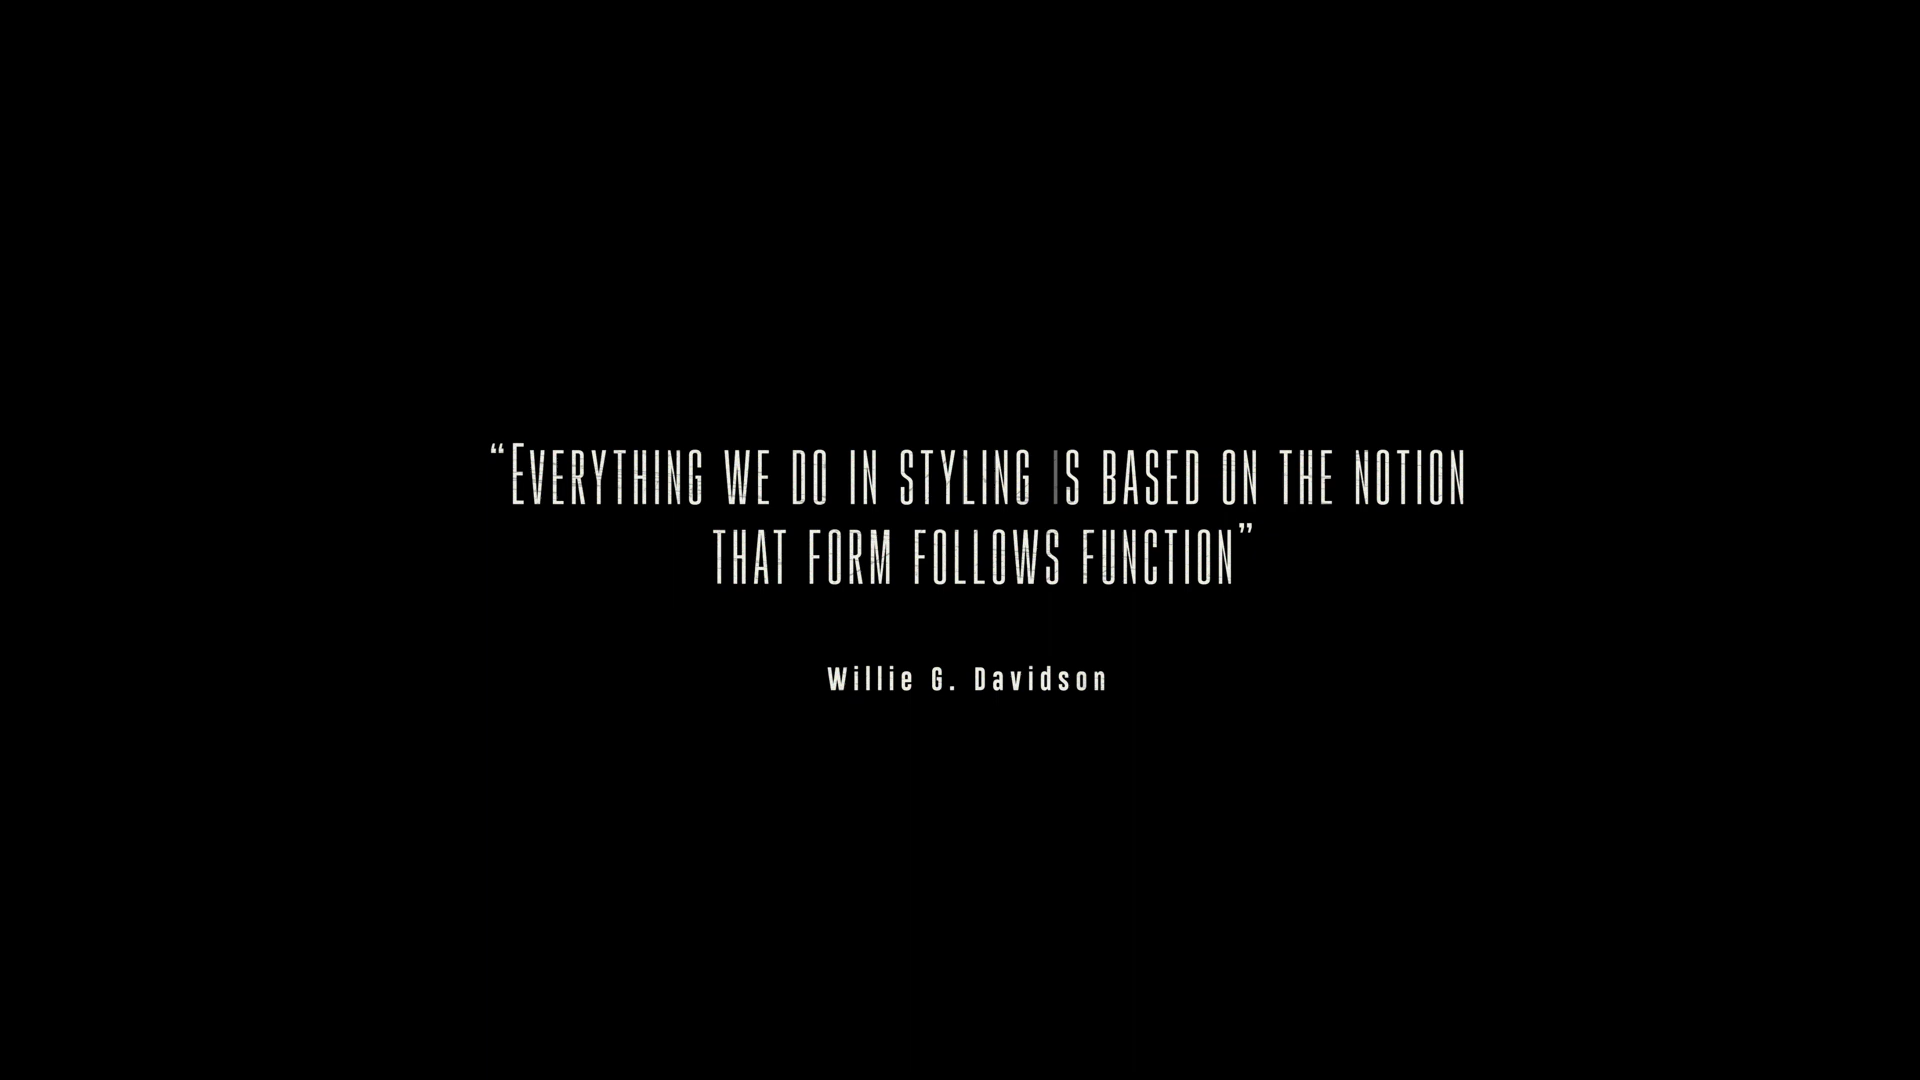 “Everything we do in styling is based on the notion
that form follows function”
Willie G. Davidson